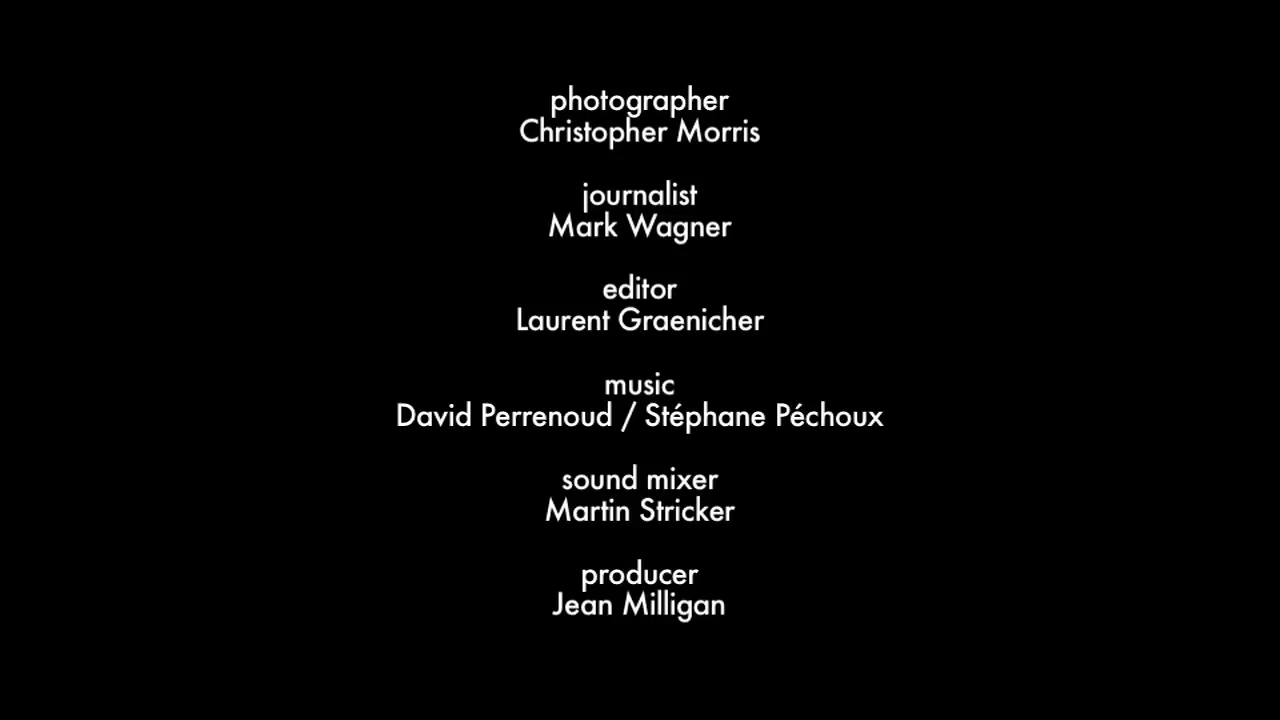 photographer
Christopher Morris
journalist
Mark Wagner
editor
Laurent Graenicher
music
David Perrenoud / Stéphane Péchoux
sound mixer
Martin Stricker
producer
Jean Milligan